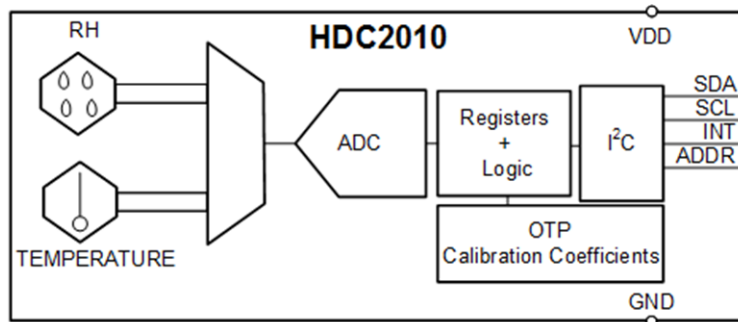 RH
HDC2010
VDD
SDA
SCL
INT
ADDR
ADC
Registers
+
Logic
I²C
TEMPERATURE
OTP
Calibration Coefficients
GND